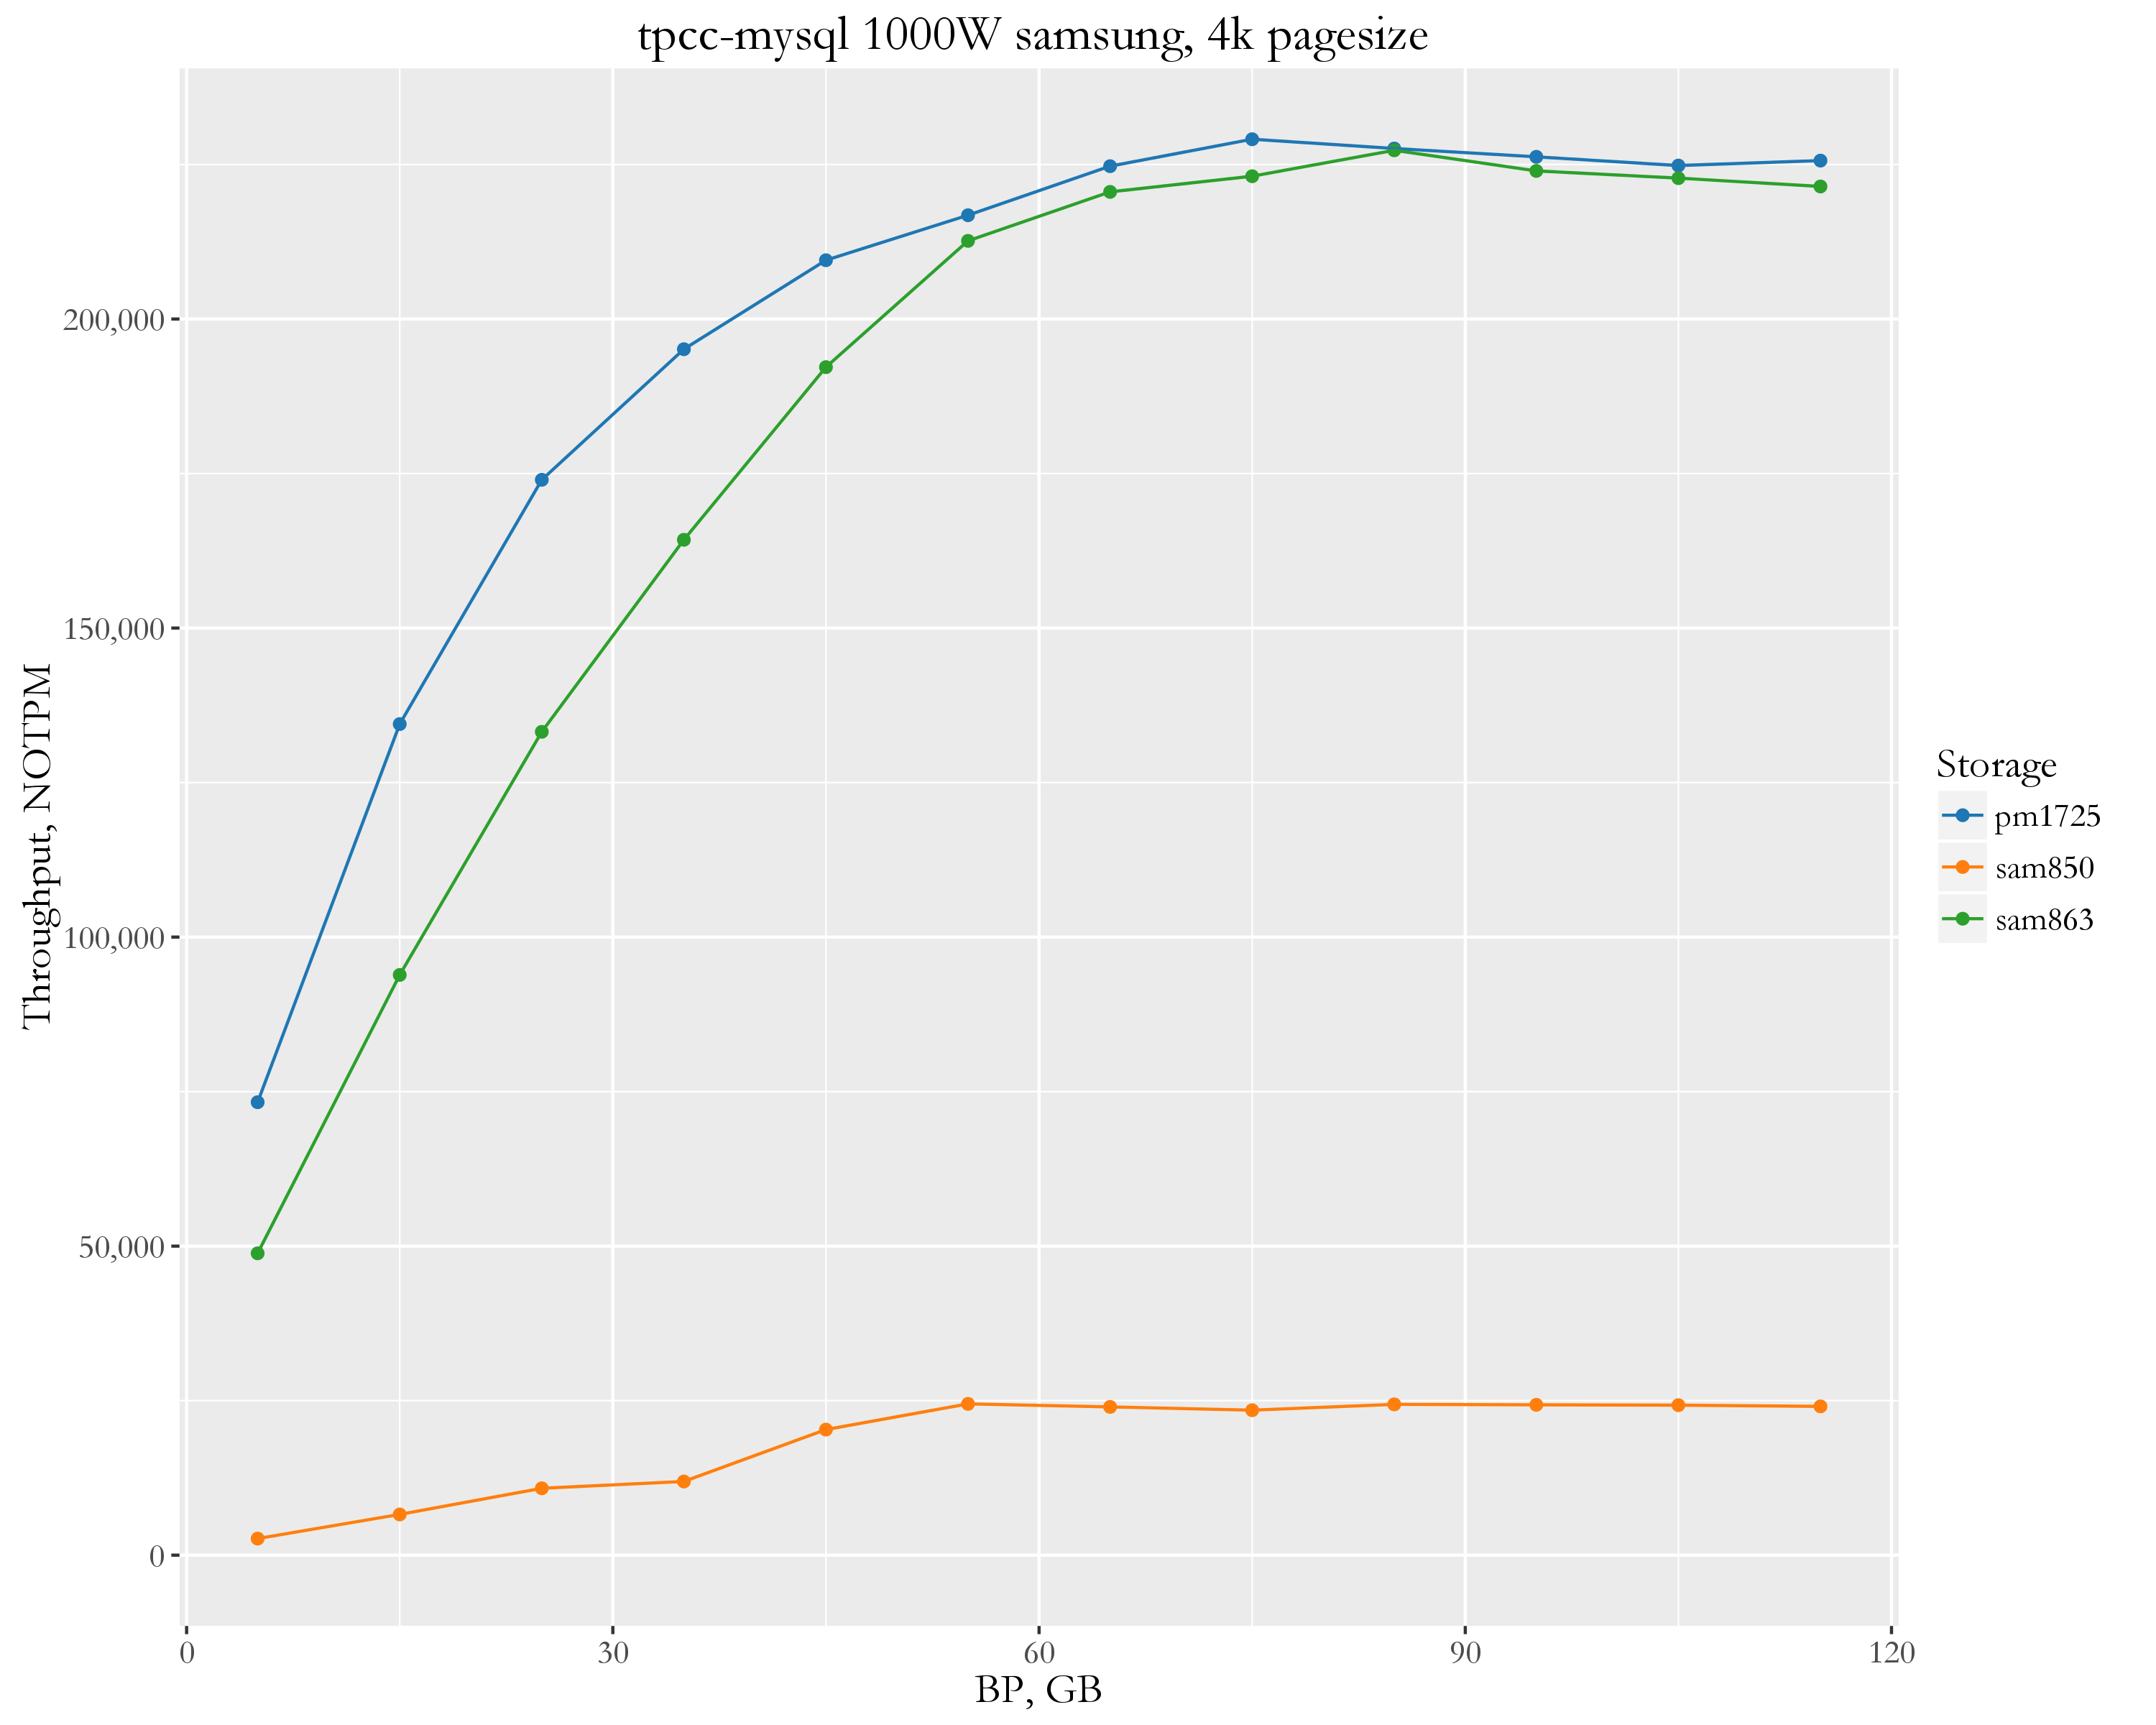 tpcc-mysql 1000W samsung, 4k pagesize
Throughput, NOTPM
200,000
150,000
100,000
50,000
0
0 30 60 90 120
BP, GB
Storage
pm1725
sam850
sam863